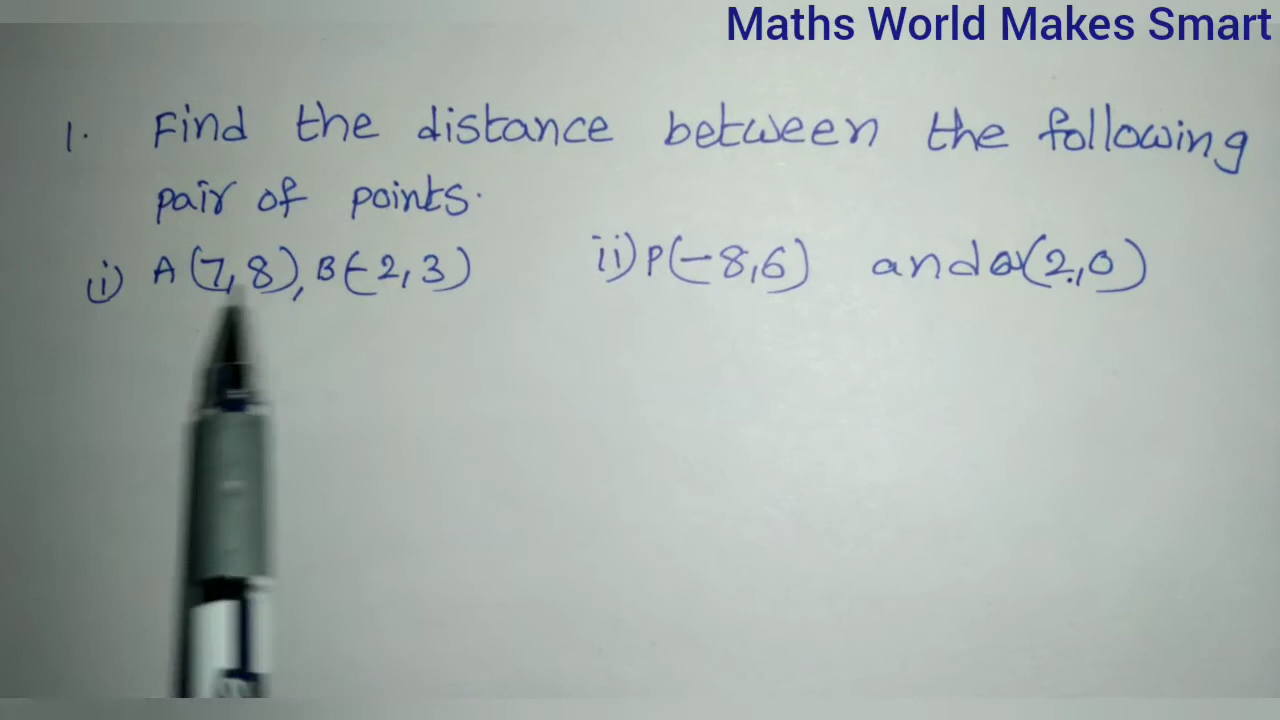 Maths World Makes Smart
1. Find the distance between the following
pair of points.
(i) A(7,8), B(-2,3) ii) P(-8,6) and Q(2,0)